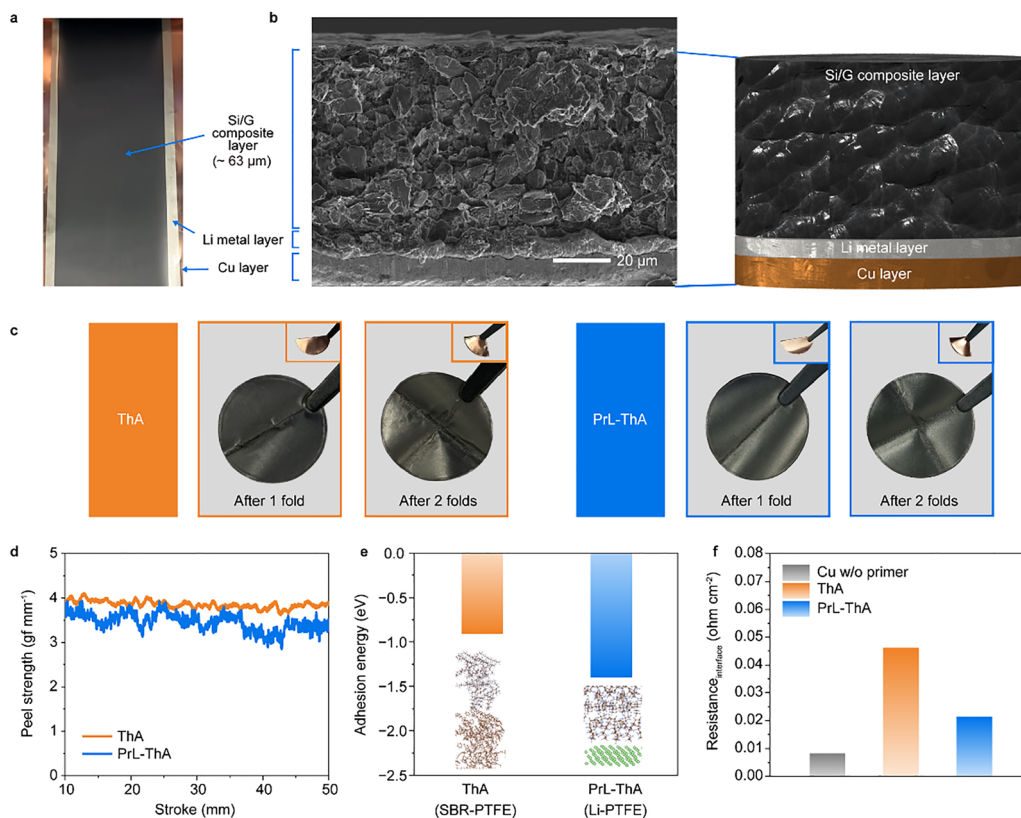 a
Si/G
composite
layer
(~ 63 μm)
Li metal layer
Cu layer
b
20 μm
Si/G composite layer
Li metal layer
Cu layer
c
ThA
After 1 fold
After 2 folds
PrL-ThA
After 1 fold
After 2 folds
d
Peel strength (gf mm⁻¹)
5
4
3
2
1
0
ThA
PrL-ThA
10
20
30
40
50
Stroke (mm)
e
Adhesion energy (eV)
0.0
−0.5
−1.0
−1.5
−2.0
−2.5
ThA
(SBR-PTFE)
PrL-ThA
(Li-PTFE)
f
Resistance_interface (ohm cm⁻²)
0.08
0.07
0.06
0.05
0.04
0.03
0.02
0.01
0.00
Cu w/o primer
ThA
PrL-ThA